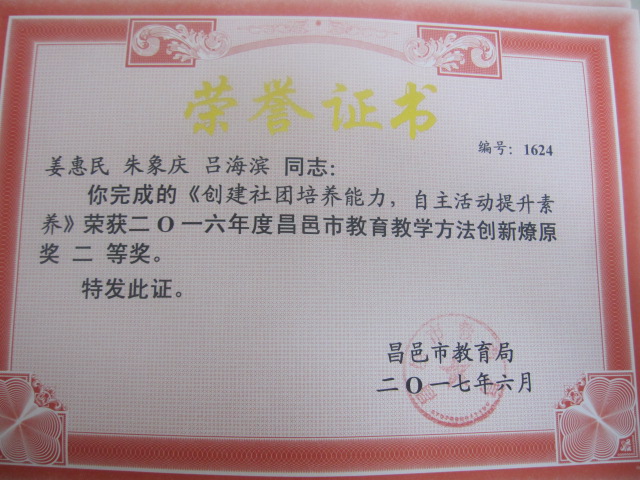 荣誉证书
编号：1624
姜惠民 朱象庆 吕海滨 同志：
你完成的《创建社团培养能力，自主活动提升素
养》荣获二O一六年度昌邑市教育教学方法创新燎原
奖 二 等奖。
特发此证。
昌邑市教育局
二O一七年六月